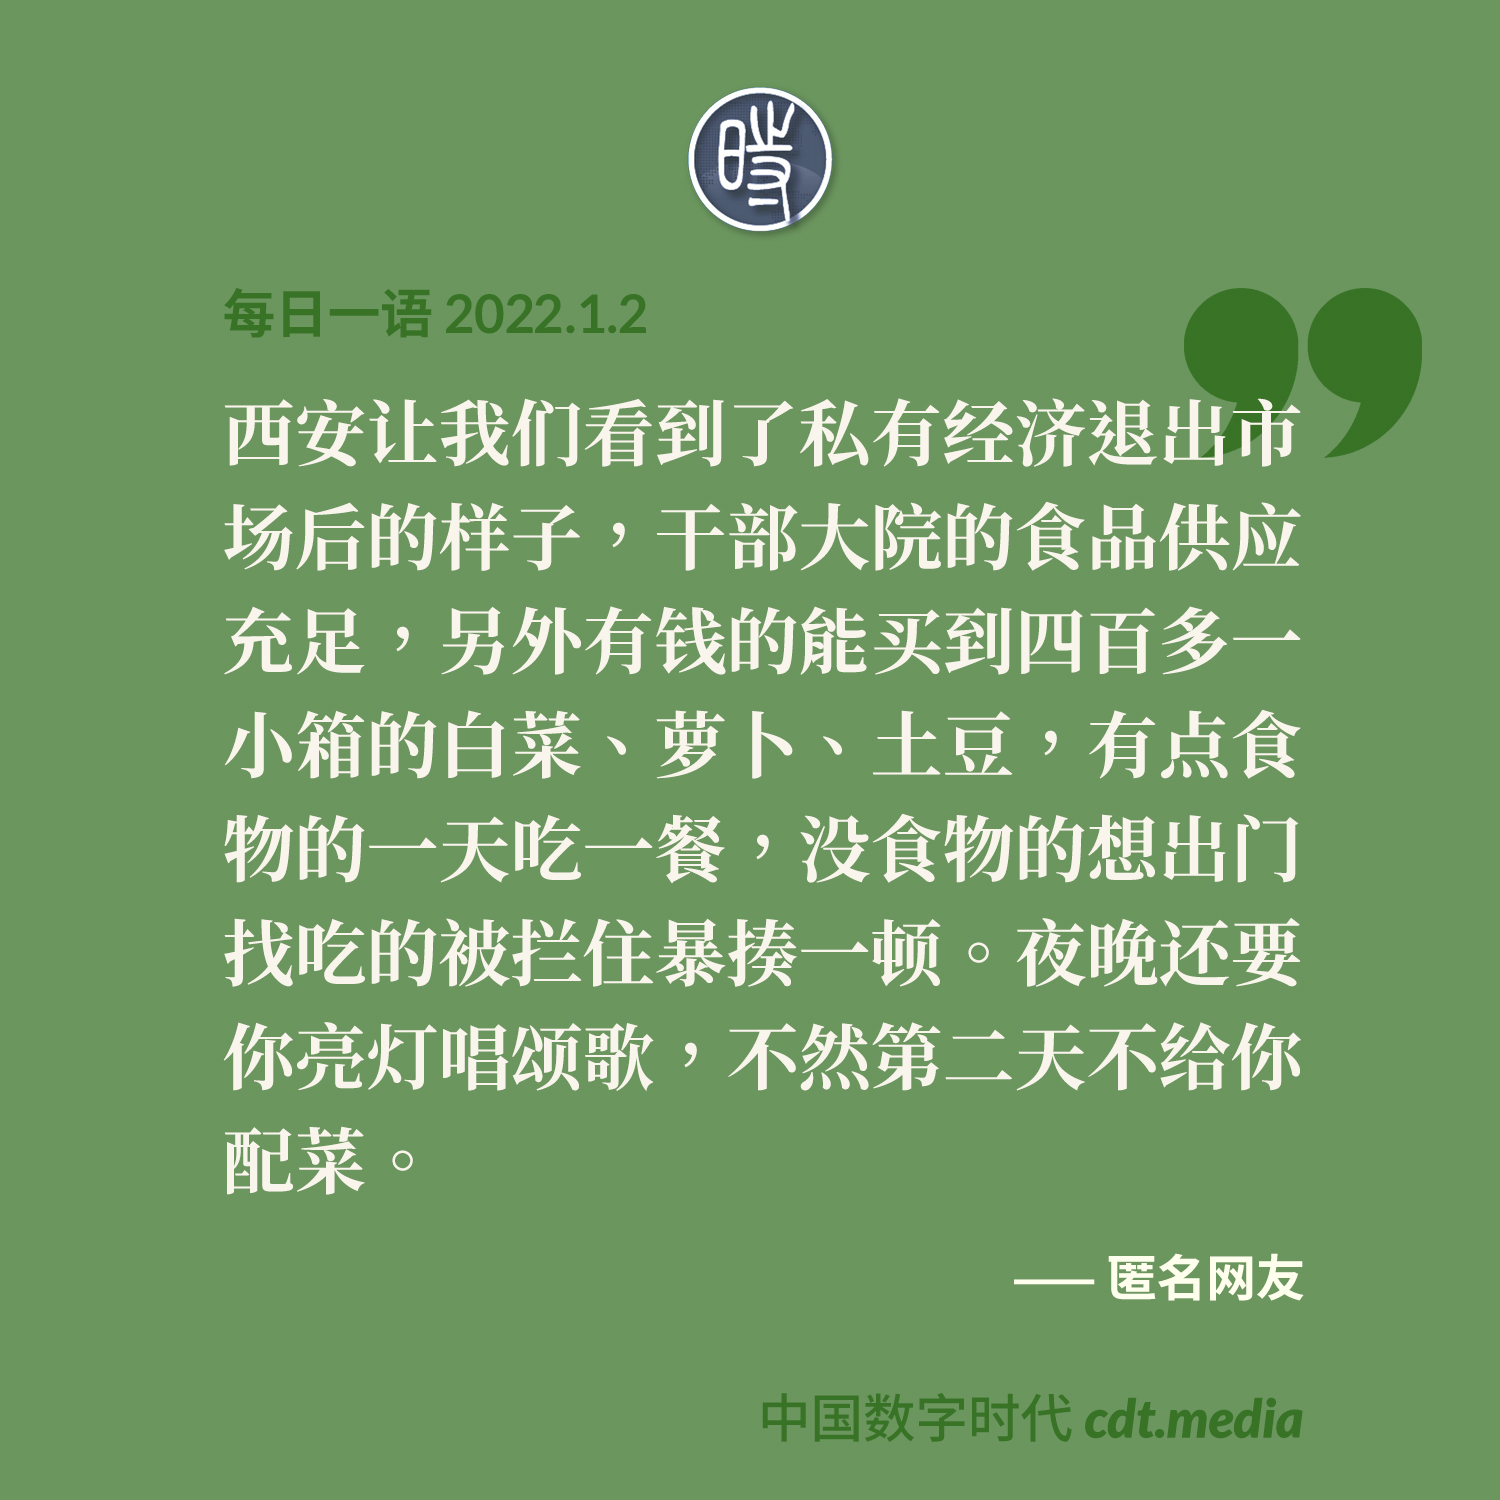 時
每日一语 2022.1.2
西安让我们看到了私有经济退出市
场后的样子，干部大院的食品供应
充足，另外有钱的能买到四百多一
小箱的白菜、萝卜、土豆，有点食
物的一天吃一餐，没食物的想出门
找吃的被拦住暴揍一顿。夜晚还要
你亮灯唱颂歌，不然第二天不给你
配菜。
—— 匿名网友
中国数字时代 cdt.media